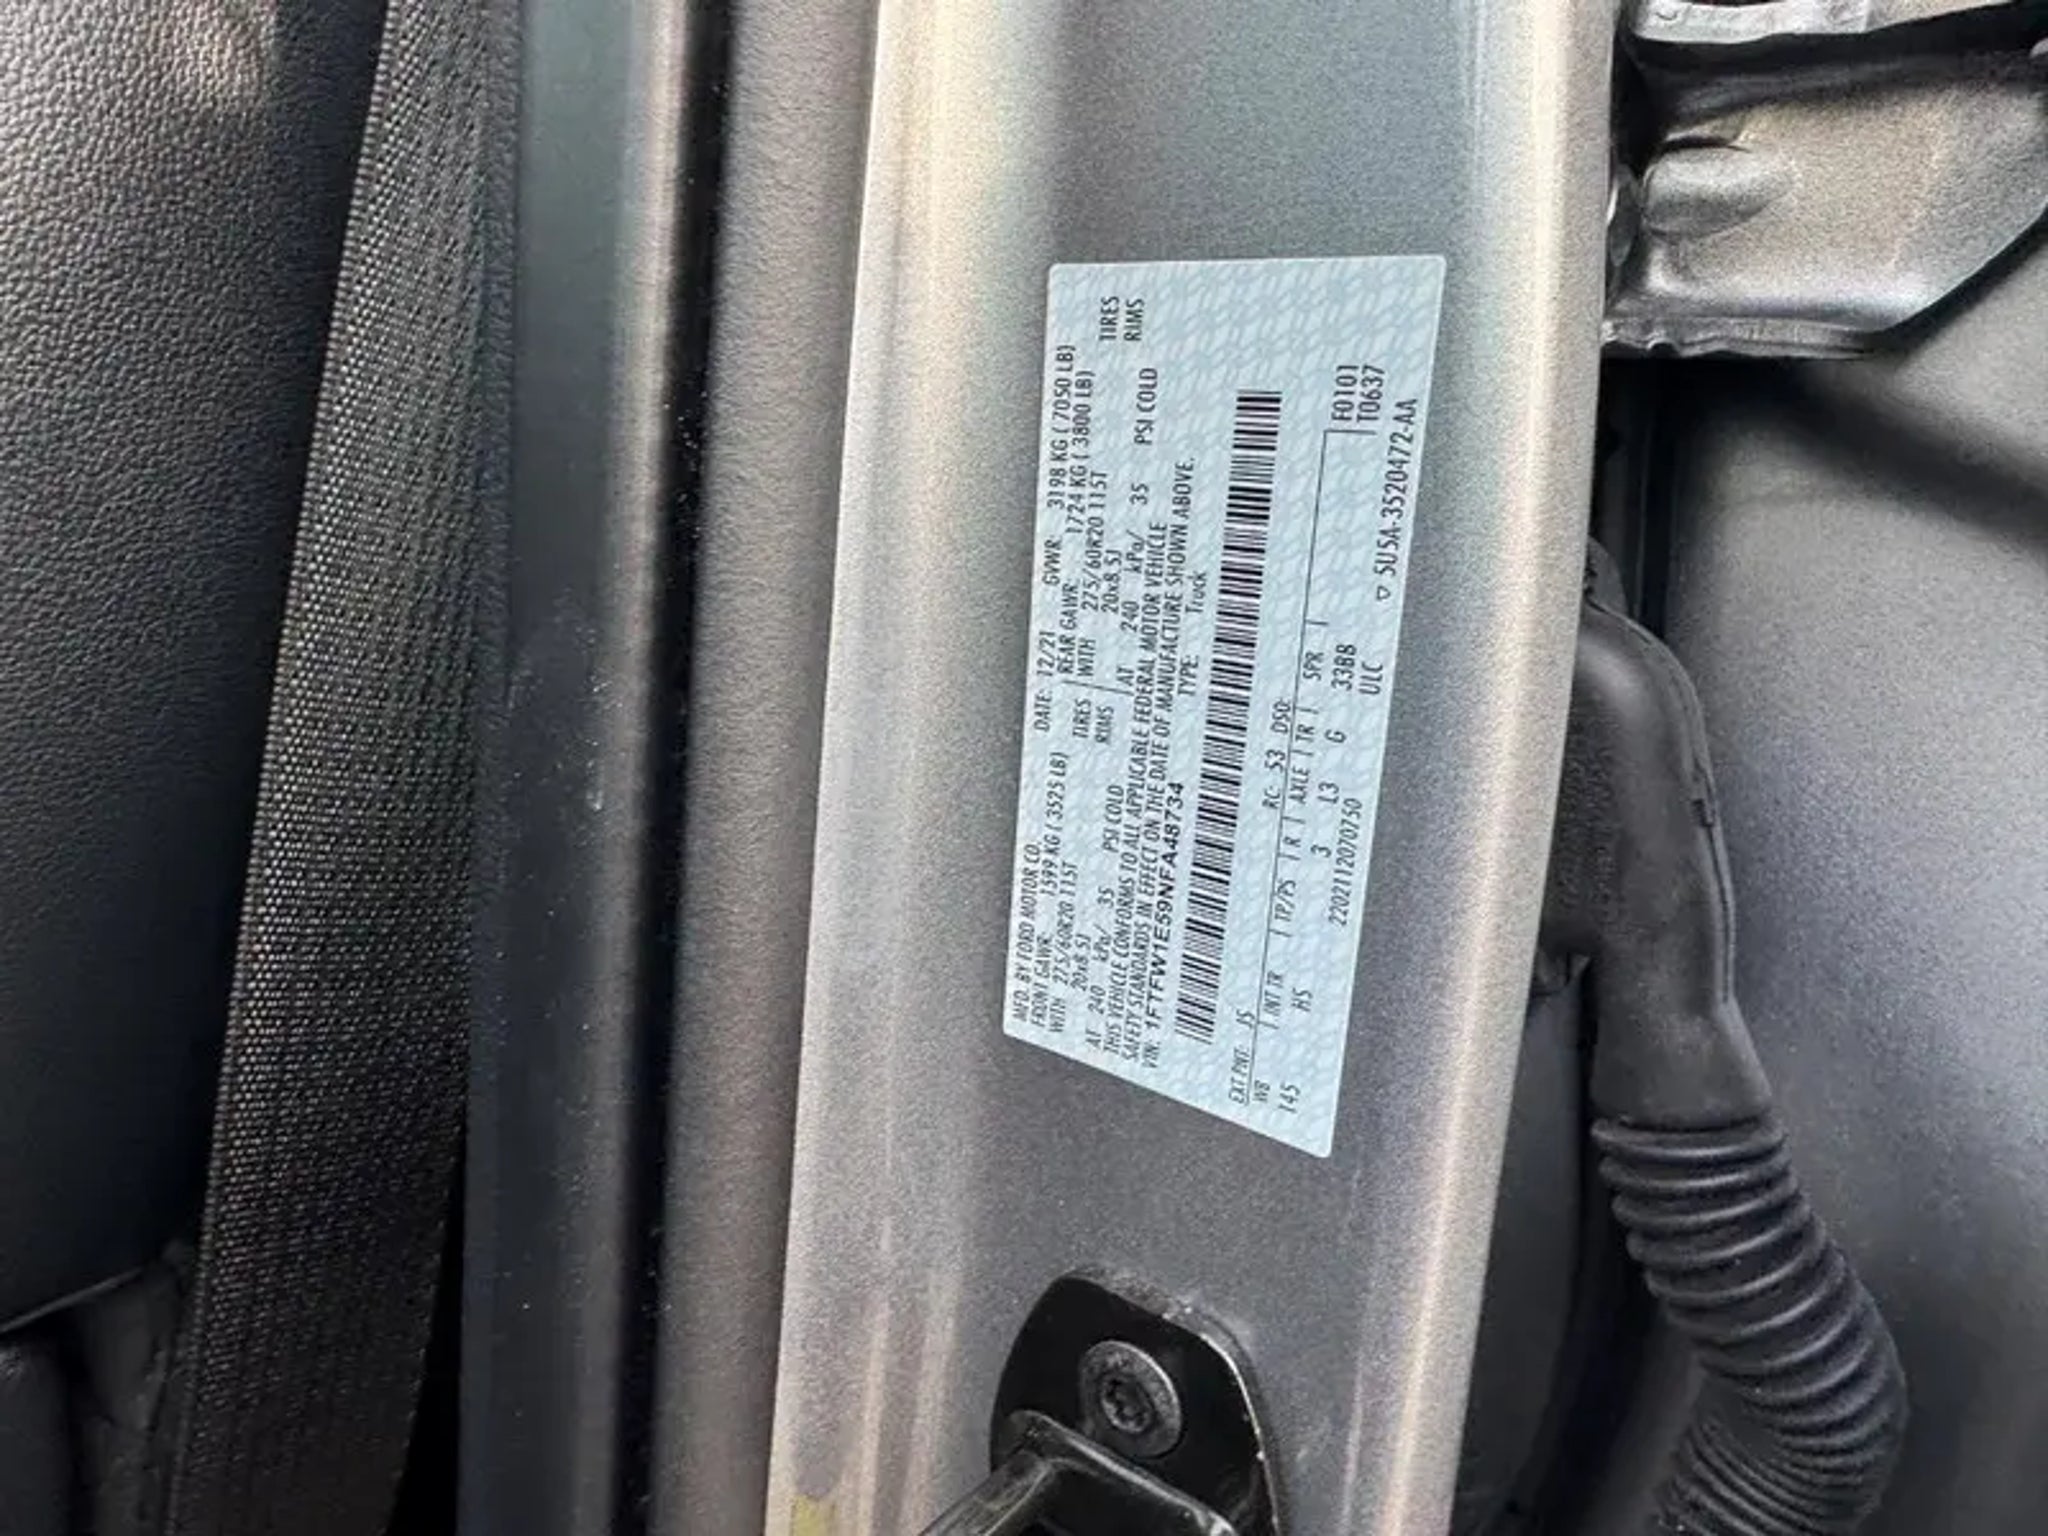 MFD. BY FORD MOTOR CO.
DATE: 12/21 GVWR: 3198 KG ( 7050 LB)
FRONT GAWR: 1599 KG ( 3525 LB) REAR GAWR: 1724 KG ( 3800 LB)
WITH 275/60R20 115T TIRES WITH 275/60R20 115T TIRES
20x8.5J RIMS 20x8.5J RIMS
AT 240 kPa/ 35 PSI COLD AT 240 kPa/ 35 PSI COLD
THIS VEHICLE CONFORMS TO ALL APPLICABLE FEDERAL MOTOR VEHICLE
SAFETY STANDARDS IN EFFECT ON THE DATE OF MANUFACTURE SHOWN ABOVE.
VIN: 1FTFW1E59NFA48734 TYPE: Truck
EXT PNT: JS RC: 53 DSO: F0101
WB INT TR TP/PS R AXLE TR SPR T0637
145 HS 3 L3 G 33B8
22021120707S0 ULC ▽ SU5A-3520472-AA